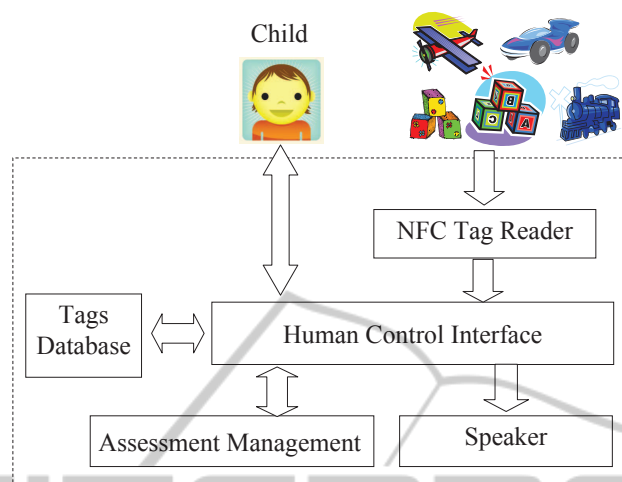 Child
NFC Tag Reader
Tags
Database
Human Control Interface
Assessment Management
Speaker